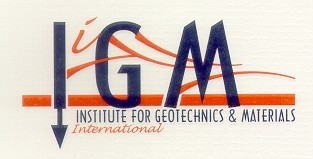 iGM
INSTITUTE FOR GEOTECHNICS & MATERIALS
International